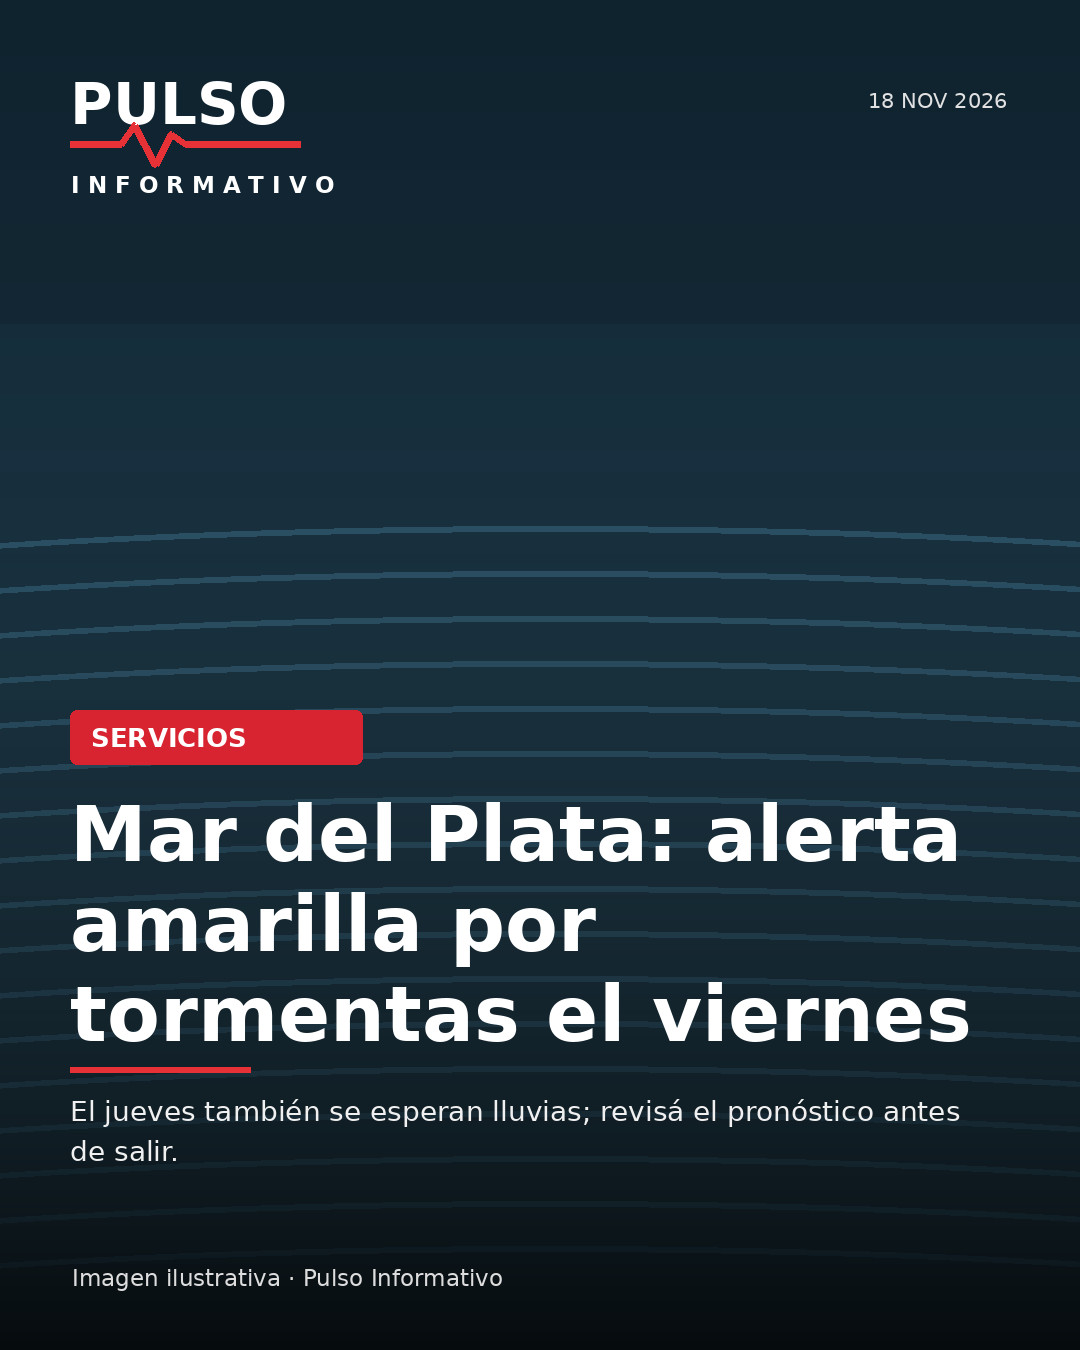 PULSO
INFORMATIVO
18 NOV 2026
SERVICIOS
Mar del Plata: alerta
amarilla por
tormentas el viernes
El jueves también se esperan lluvias; revisá el pronóstico antes
de salir.
Imagen ilustrativa · Pulso Informativo